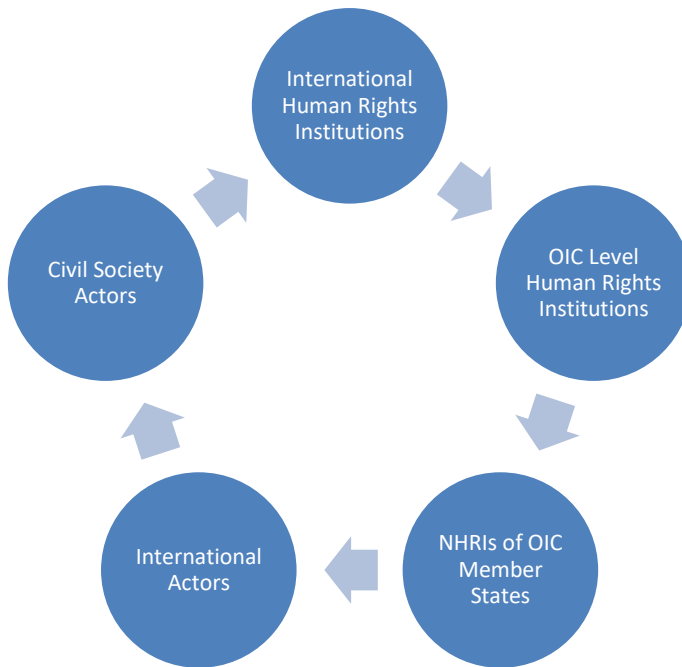 International
Human Rights
Institutions
OIC Level
Human Rights
Institutions
NHRIs of OIC
Member
States
International
Actors
Civil Society
Actors